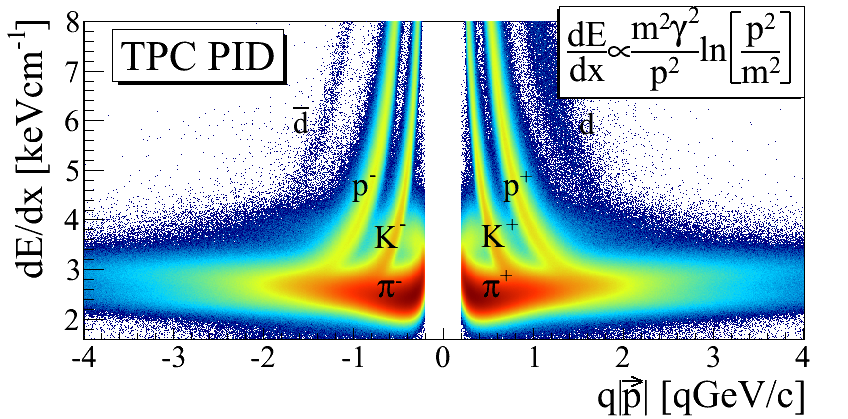 TPC PID
dE/dx ∝ m²γ²/p² ln[p²/m²]
dE/dx [keVcm⁻¹]
8
7
6
5
4
3
2
d̅
d
p⁻
p⁺
K⁻
K⁺
π⁻
π⁺
-4 -3 -2 -1 0 1 2 3 4
q|p⃗| [qGeV/c]